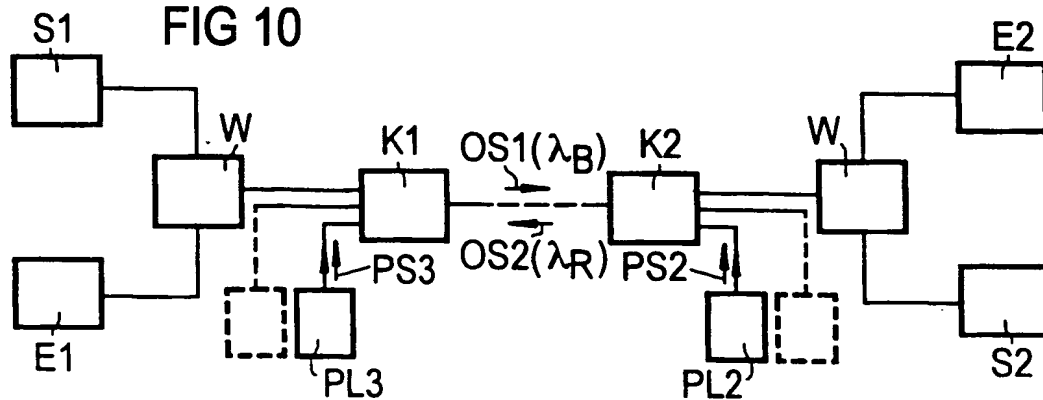 FIG 10
S1
E2
W
K1
OS1(λB)
K2
W
OS2(λR)
PS3
PS2
E1
PL3
PL2
S2